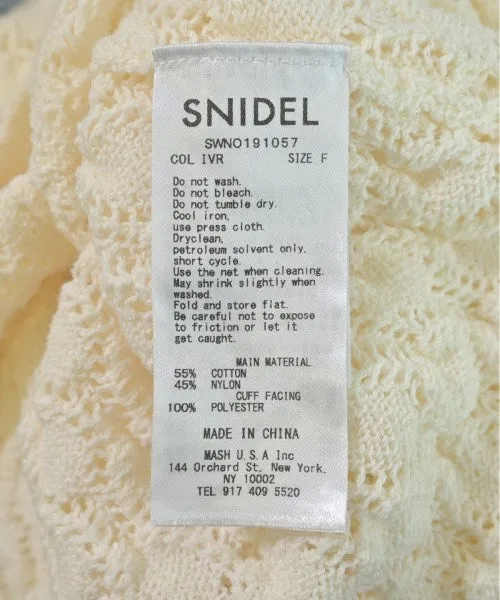 SNIDEL
SWNO191057
COL IVR SIZE F
Do not wash.
Do not bleach.
Do not tumble dry.
Cool iron,
use press cloth.
Dryclean,
petroleum solvent only,
short cycle.
Use the net when cleaning.
May shrink slightly when
washed.
Fold and store flat.
Be careful not to expose
to friction or let it
get caught.
MAIN MATERIAL
55% COTTON
45% NYLON
CUFF FACING
100% POLYESTER
MADE IN CHINA
MASH U.S.A Inc
144 Orchard St. New York,
NY 10002
TEL 917 409 5520